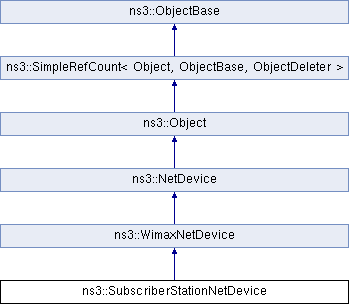 ns3::ObjectBase
ns3::SimpleRefCount< Object, ObjectBase, ObjectDeleter >
ns3::Object
ns3::NetDevice
ns3::WimaxNetDevice
ns3::SubscriberStationNetDevice